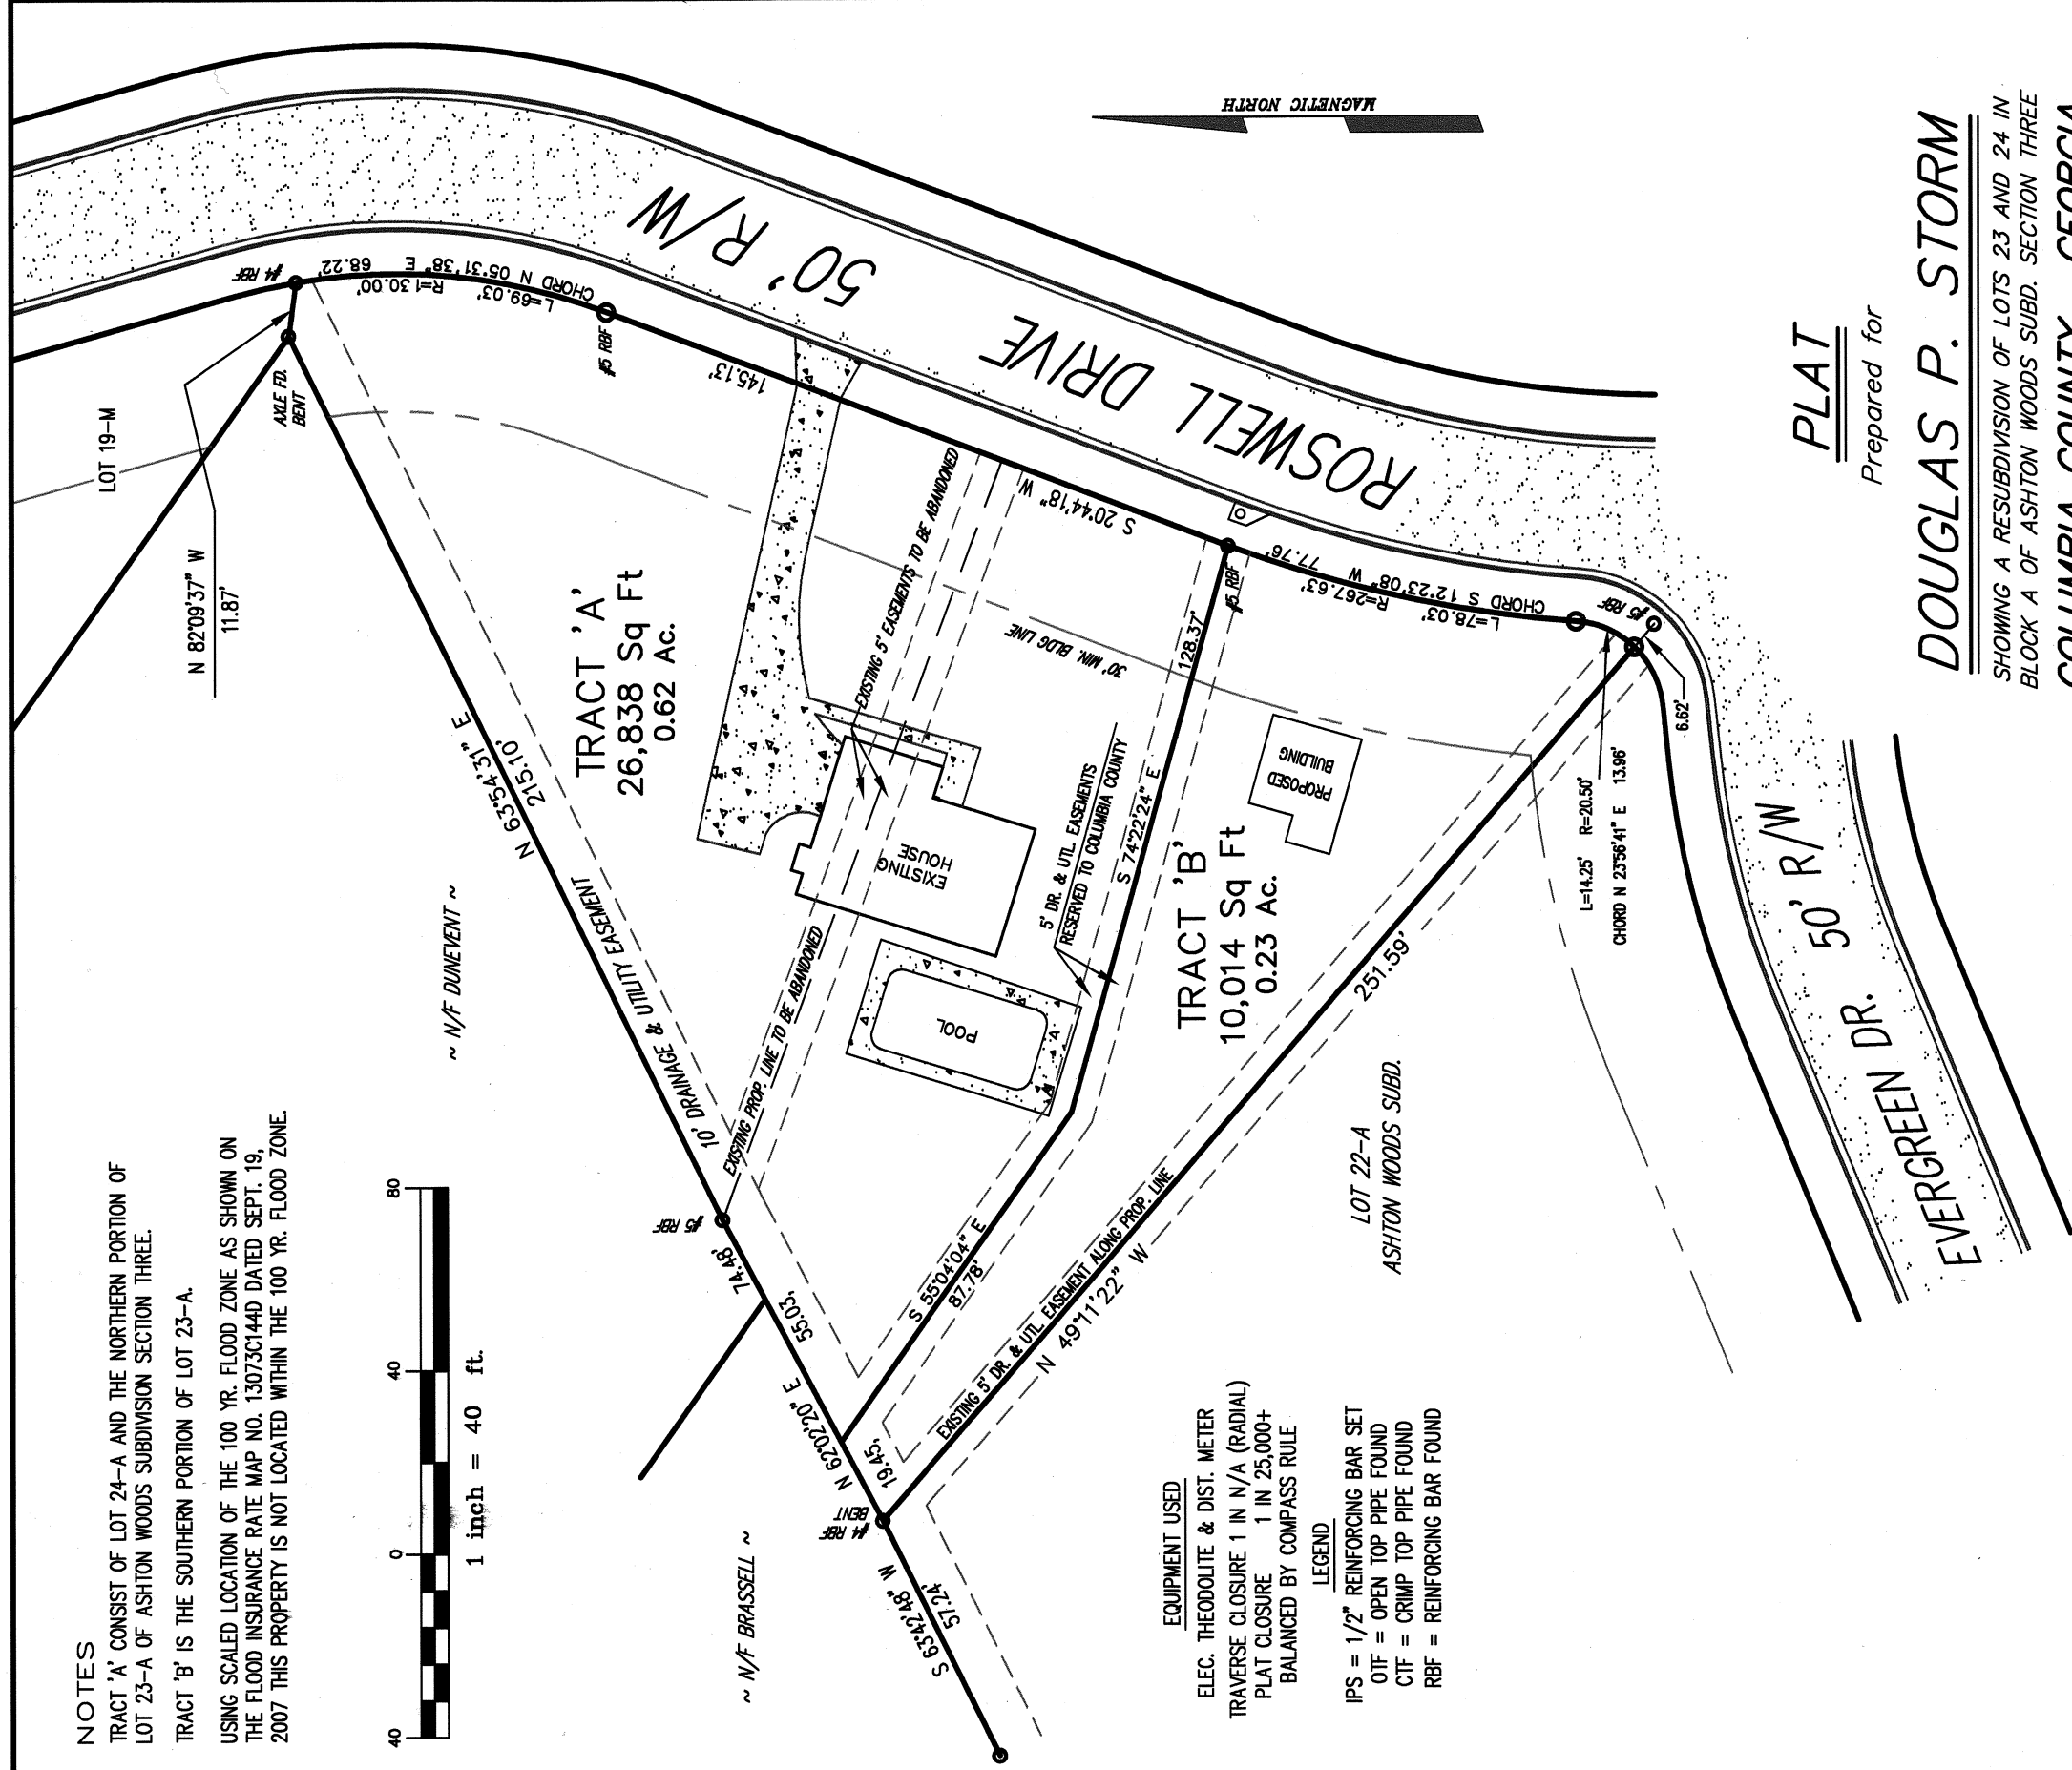 NOTES
TRACT 'A' CONSIST OF LOT 24-A AND THE NORTHERN PORTION OF
LOT 23-A OF ASHTON WOODS SUBDIVISION SECTION THREE.
TRACT 'B' IS THE SOUTHERN PORTION OF LOT 23-A.
USING SCALED LOCATION OF THE 100 YR. FLOOD ZONE AS SHOWN ON
THE FLOOD INSURANCE RATE MAP NO. 13073C144D DATED SEPT. 19,
2007 THIS PROPERTY IS NOT LOCATED WITHIN THE 100 YR. FLOOD ZONE.
40 0 40 80
1 inch = 40 ft.
LOT 19-M
N 82°09'37" W
11.87'
AXLE FD.
BENT
#4 RBF
CHORD N 05°31'38" E 68.22'
L=69.03' R=130.00'
#5 RBF
145.13'
S 20°44'18" W
MAGNETIC NORTH
ROSWELL DRIVE 50' R/W
~ N/F DUNEVENT ~
N 63°54'31" E
215.10'
10' DRAINAGE & UTILITY EASEMENT
TRACT 'A'
26,838 Sq Ft
0.62 Ac.
EXISTING 5' EASEMENTS TO BE ABANDONED
EXISTING PROP. LINE TO BE ABANDONED
EXISTING
HOUSE
POOL
30' MIN. BLDG LINE
5' DR. & UTL. EASEMENTS
RESERVED TO COLUMBIA COUNTY
128.37'
S 74°22'24" E
#5 RBF
CHORD S 12°23'08" W 77.76'
L=78.03' R=267.63'
#5 RBF
6.62'
L=14.25' R=20.50'
CHORD N 23°56'41" E 13.96'
PROPOSED
BUILDING
TRACT 'B'
10,014 Sq Ft
0.23 Ac.
251.59'
N 49°11'22" W
EXISTING 5' DR. & UTL. EASEMENT ALONG PROP. LINE
S 55°04'04" E
87.78'
#5 RBF
74.48'
55.03'
N 62°02'20" E
19.45'
#4 RBF
BENT
S 63°42'48" W
57.24'
~ N/F BRASSELL ~
LOT 22-A
ASHTON WOODS SUBD.
EVERGREEN DR. 50' R/W
EQUIPMENT USED
ELEC. THEODOLITE & DIST. METER
TRAVERSE CLOSURE 1 IN N/A (RADIAL)
PLAT CLOSURE 1 IN 25,000+
BALANCED BY COMPASS RULE
LEGEND
IPS = 1/2" REINFORCING BAR SET
OTF = OPEN TOP PIPE FOUND
CTF = CRIMP TOP PIPE FOUND
RBF = REINFORCING BAR FOUND
PLAT
Prepared for
DOUGLAS P. STORM
SHOWING A RESUBDIVISION OF LOTS 23 AND 24 IN
BLOCK A OF ASHTON WOODS SUBD. SECTION THREE
COLUMBIA COUNTY, GEORGIA